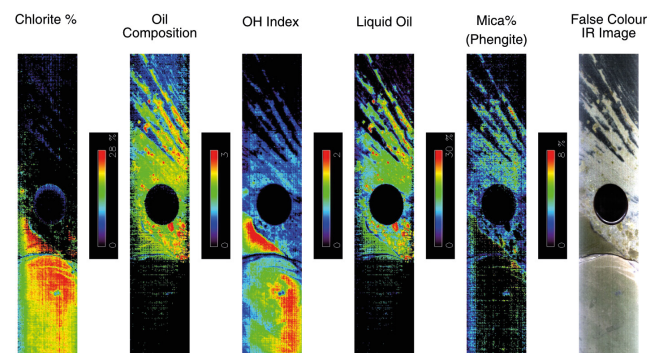 Chlorite %
Oil
Composition
OH Index
Liquid Oil
Mica%
(Phengite)
False Colour
IR Image
28 %
0
3
0
2
0
30 %
0
8 %
0